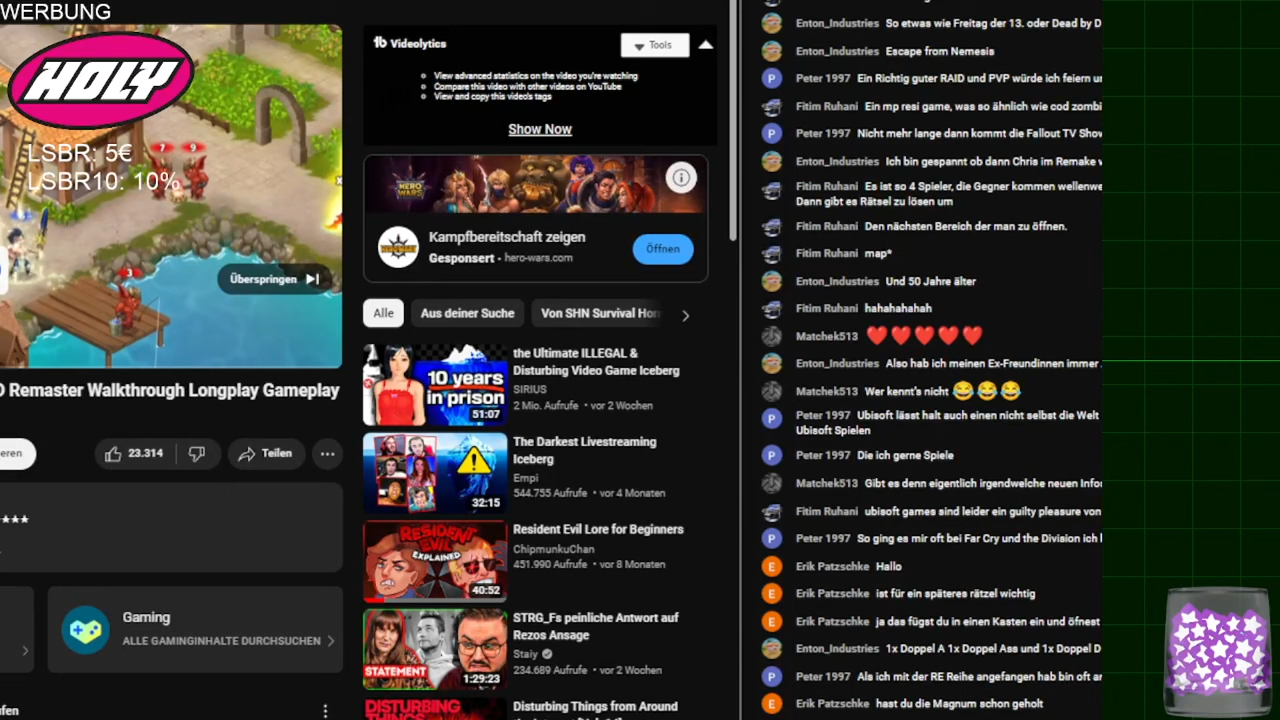 WERBUNG
HOLY
LSBR: 5€
LSBR10: 10%
7 9
3
Überspringen
D Remaster Walkthrough Longplay Gameplay
eren
23.314
Teilen
Gaming
ALLE GAMINGINHALTE DURCHSUCHEN
fen
Videolytics
Tools
View advanced statistics on the video you're watching
Compare this video with other videos on YouTube
View and copy this video's tags
Show Now
HERO WARS
Kampfbereitschaft zeigen
Gesponsert • hero-wars.com
Öffnen
Alle
Aus deiner Suche
Von SHN Survival Hor
10 years in prison
51:07
the Ultimate ILLEGAL &
Disturbing Video Game Iceberg
SIRIUS
2 Mio. Aufrufe • vor 2 Wochen
32:15
The Darkest Livestreaming
Iceberg
Empi
544.755 Aufrufe • vor 4 Monaten
RESIDENT EVIL
EXPLAINED
40:52
Resident Evil Lore for Beginners
ChipmunkuChan
451.990 Aufrufe • vor 8 Monaten
STATEMENT
1:29:23
STRG_Fs peinliche Antwort auf
Rezos Ansage
Staiy
234.689 Aufrufe • vor 2 Wochen
DISTURBING
Disturbing Things from Around
Enton_Industries So etwas wie Freitag der 13. oder Dead by D
Enton_Industries Escape from Nemesis
Peter 1997 Ein Richtig guter RAID und PVP würde ich feiern u
Fitim Ruhani Ein mp resi game, was so ähnlich wie cod zombi
Peter 1997 Nicht mehr lange dann kommt die Fallout TV Show
Enton_Industries Ich bin gespannt ob dann Chris im Remake
Fitim Ruhani Es ist so 4 Spieler, die Gegner kommen wellenwe
Dann gibt es Rätsel zu lösen um
Fitim Ruhani Den nächsten Bereich der man zu öffnen.
Fitim Ruhani map*
Enton_Industries Und 50 Jahre älter
Fitim Ruhani hahahahahah
Matchek513 ❤️❤️❤️❤️❤️
Enton_Industries Also hab ich meinen Ex-Freundinnen immer
Matchek513 Wer kennt's nicht 😂😂😂
Peter 1997 Ubisoft lässt halt auch einen nicht selbst die Welt
Ubisoft Spielen
Peter 1997 Die ich gerne Spiele
Matchek513 Gibt es denn eigentlich irgendwelche neuen Info
Fitim Ruhani ubisoft games sind leider ein guilty pleasure von
Peter 1997 So ging es mir oft bei Far Cry und the Division ich
Erik Patzschke Hallo
Erik Patzschke ist für ein späteres rätzel wichtig
Erik Patzschke ja das fügst du in einen Kasten ein und öfnest
Enton_Industries 1x Doppel A 1x Doppel Ass und 1x Doppel D
Peter 1997 Als ich mit der RE Reihe angefangen hab bin oft a
Erik Patzschke hast du die Magnum schon geholt